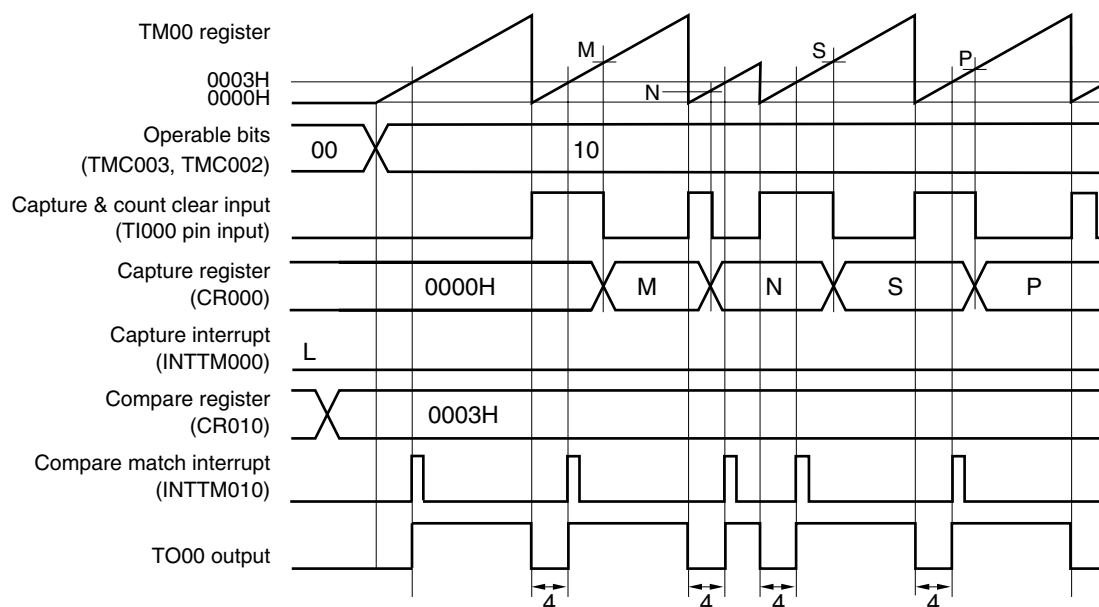 TM00 register
M
S
P
0003H
N
0000H
Operable bits
(TMC003, TMC002)
00
10
Capture & count clear input
(TI000 pin input)
Capture register
(CR000)
0000H
M
N
S
P
Capture interrupt
(INTTM000)
L
Compare register
(CR010)
0003H
Compare match interrupt
(INTTM010)
TO00 output
4
4
4
4